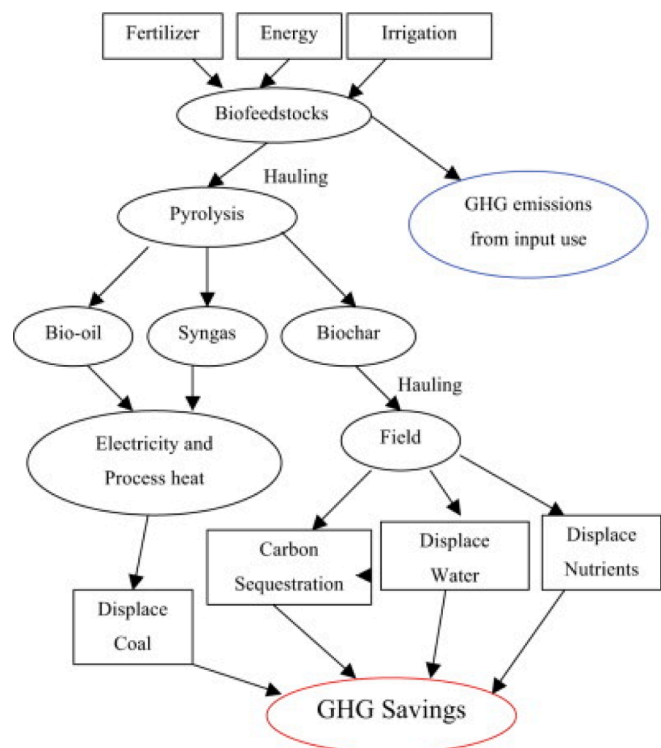 Fertilizer
Energy
Irrigation
Biofeedstocks
Hauling
GHG emissions
from input use
Pyrolysis
Bio-oil
Syngas
Biochar
Hauling
Electricity and
Process heat
Field
Carbon
Sequestration
Displace
Water
Displace
Nutrients
Displace
Coal
GHG Savings